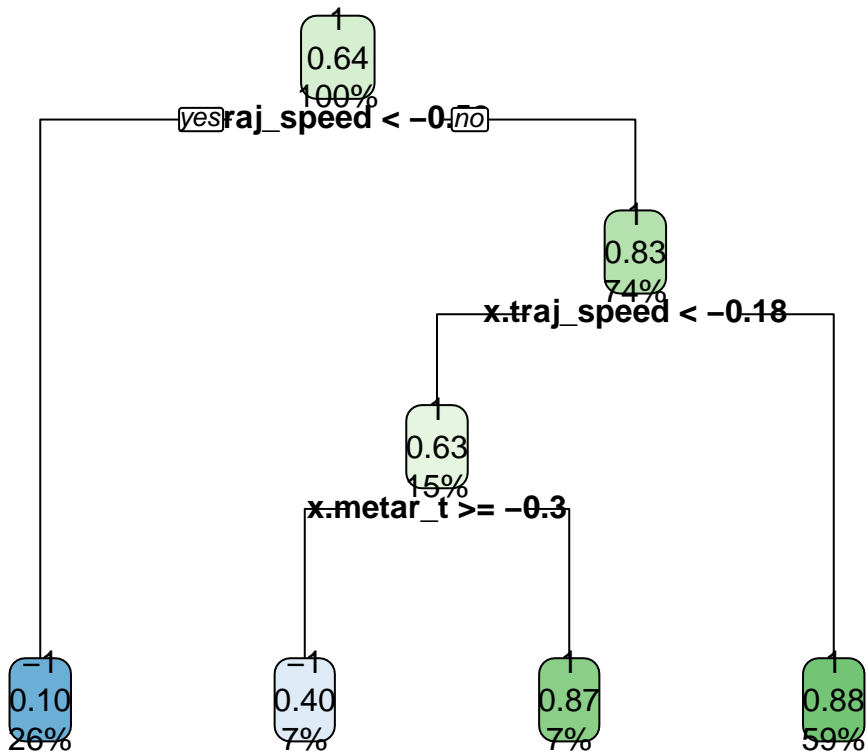 1
0.64
100%
yes raj_speed < −0. no
1
0.83
74%
x.traj_speed < −0.18
1
0.63
15%
x.metar_t >= −0.3
−1 −1 1 1
0.10 0.40 0.87 0.88
26% 7% 7% 59%